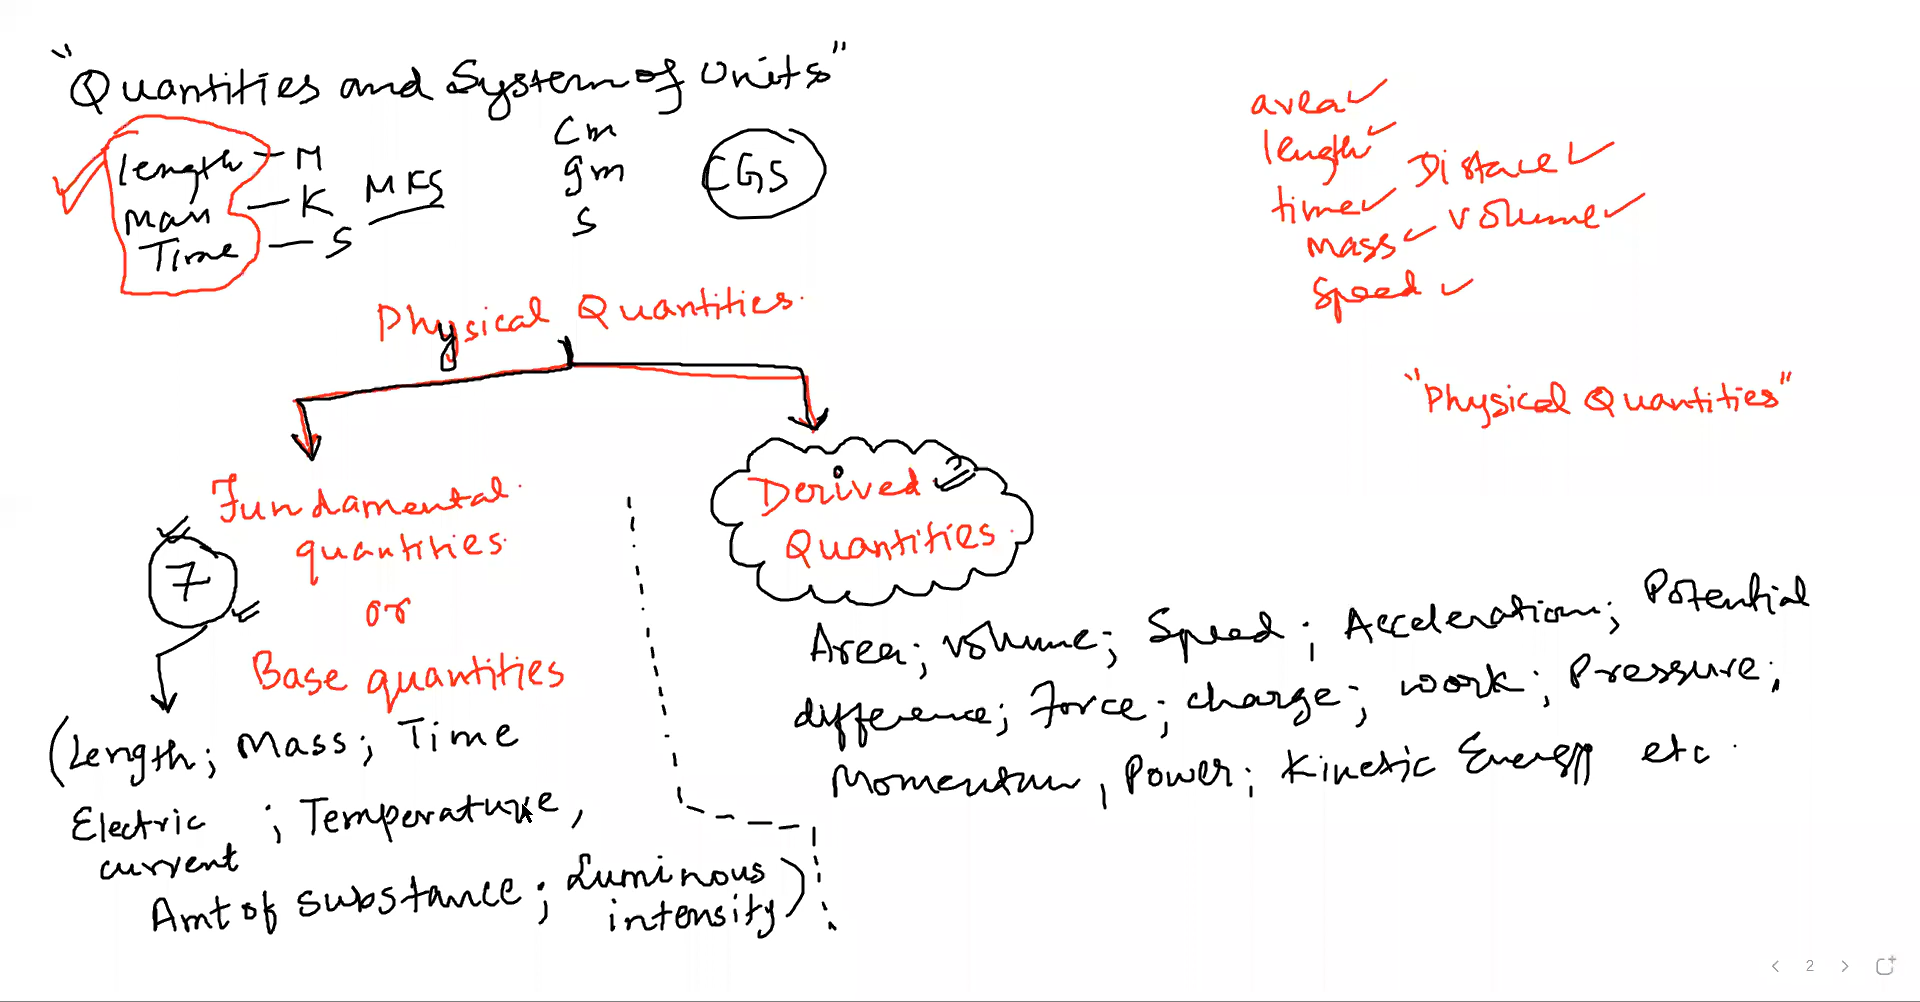 "Quantities and System of Units"
length — M
mass — K MKS
Time — S
Cm
gm
S
CGS
area ✓
length ✓
time ✓ Distace ✓
mass ✓ volume ✓
Speed ✓
Physical Quantities.
"Physical Quantities"
Fundamental
quantities
7
or
Base quantities
Derived
Quantities
(Length; Mass; Time
Electric ; Temperature,
current
Amt of substance; Luminous
intensity)
Area; volume; Speed; Acceleration; Potential
difference; Force; charge; work; Pressure;
Momentum, Power; Kinetic Energy etc.
2